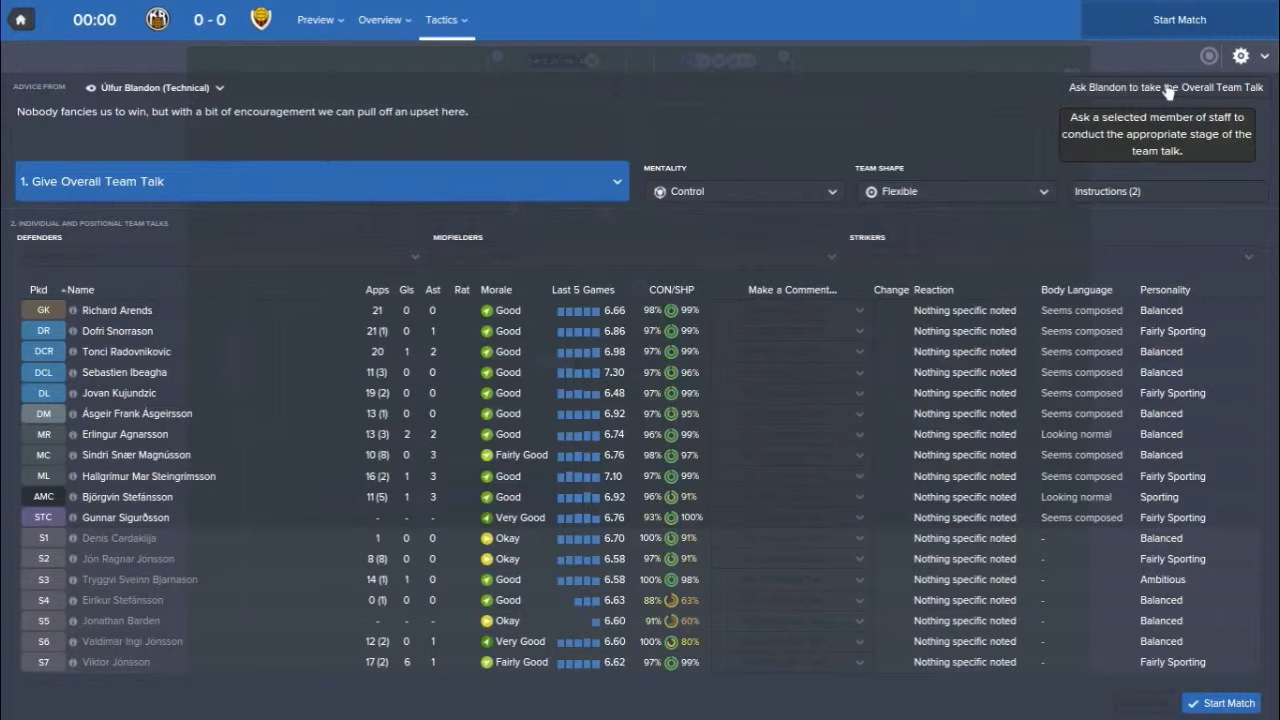 00:00 KR 0 - 0 Preview Overview Tactics Start Match
ADVICE FROM Úlfur Blandon (Technical) Ask Blandon to take the Overall Team Talk
Nobody fancies us to win, but with a bit of encouragement we can pull off an upset here.
Ask a selected member of staff to
conduct the appropriate stage of the
team talk.
MENTALITY TEAM SHAPE
1. Give Overall Team Talk Control Flexible Instructions (2)
2. INDIVIDUAL AND POSITIONAL TEAM TALKS
DEFENDERS MIDFIELDERS STRIKERS
Pkd Name Apps Gls Ast Rat Morale Last 5 Games CON/SHP Make a Comment... Change Reaction Body Language Personality
GK Richard Arends 21 0 0 Good 6.66 98% 99% Nothing specific noted Seems composed Balanced
DR Dofri Snorrason 21 (1) 0 1 Good 6.86 97% 99% Nothing specific noted Seems composed Fairly Sporting
DCR Tonci Radovnikovic 20 1 2 Good 6.98 97% 99% Nothing specific noted Seems composed Balanced
DCL Sebastien Ibeagha 11 (3) 0 0 Good 7.30 97% 96% Nothing specific noted Seems composed Balanced
DL Jovan Kujundzic 19 (2) 0 0 Good 6.48 97% 99% Nothing specific noted Seems composed Fairly Sporting
DM Ásgeir Frank Ásgeirsson 13 (1) 0 0 Good 6.92 97% 95% Nothing specific noted Seems composed Balanced
MR Erlingur Agnarsson 13 (3) 2 2 Good 6.74 96% 99% Nothing specific noted Looking normal Balanced
MC Sindri Snær Magnússon 10 (8) 0 3 Fairly Good 6.76 98% 97% Nothing specific noted Seems composed Balanced
ML Hallgrímur Mar Steingrímsson 16 (2) 1 3 Good 7.10 97% 99% Nothing specific noted Seems composed Fairly Sporting
AMC Björgvin Stefánsson 11 (5) 1 3 Good 6.92 96% 91% Nothing specific noted Looking normal Sporting
STC Gunnar Sigurðsson - - - Very Good 6.76 93% 100% Nothing specific noted Seems composed Fairly Sporting
S1 Denis Cardaklija 1 0 0 Okay 6.70 100% 91% Nothing specific noted - Balanced
S2 Jón Ragnar Jónsson 8 (8) 0 0 Okay 6.58 97% 91% Nothing specific noted - Fairly Sporting
S3 Tryggvi Sveinn Bjarnason 14 (1) 1 0 Good 6.58 100% 98% Nothing specific noted - Ambitious
S4 Eiríkur Stefánsson 0 (1) 0 0 Good 6.63 88% 63% Nothing specific noted - Balanced
S5 Jonathan Barden - - - Okay 6.60 91% 60% Nothing specific noted - Balanced
S6 Valdimar Ingi Jónsson 12 (2) 0 1 Very Good 6.60 100% 80% Nothing specific noted - Balanced
S7 Viktor Jónsson 17 (2) 6 1 Fairly Good 6.62 97% 99% Nothing specific noted - Fairly Sporting
Start Match